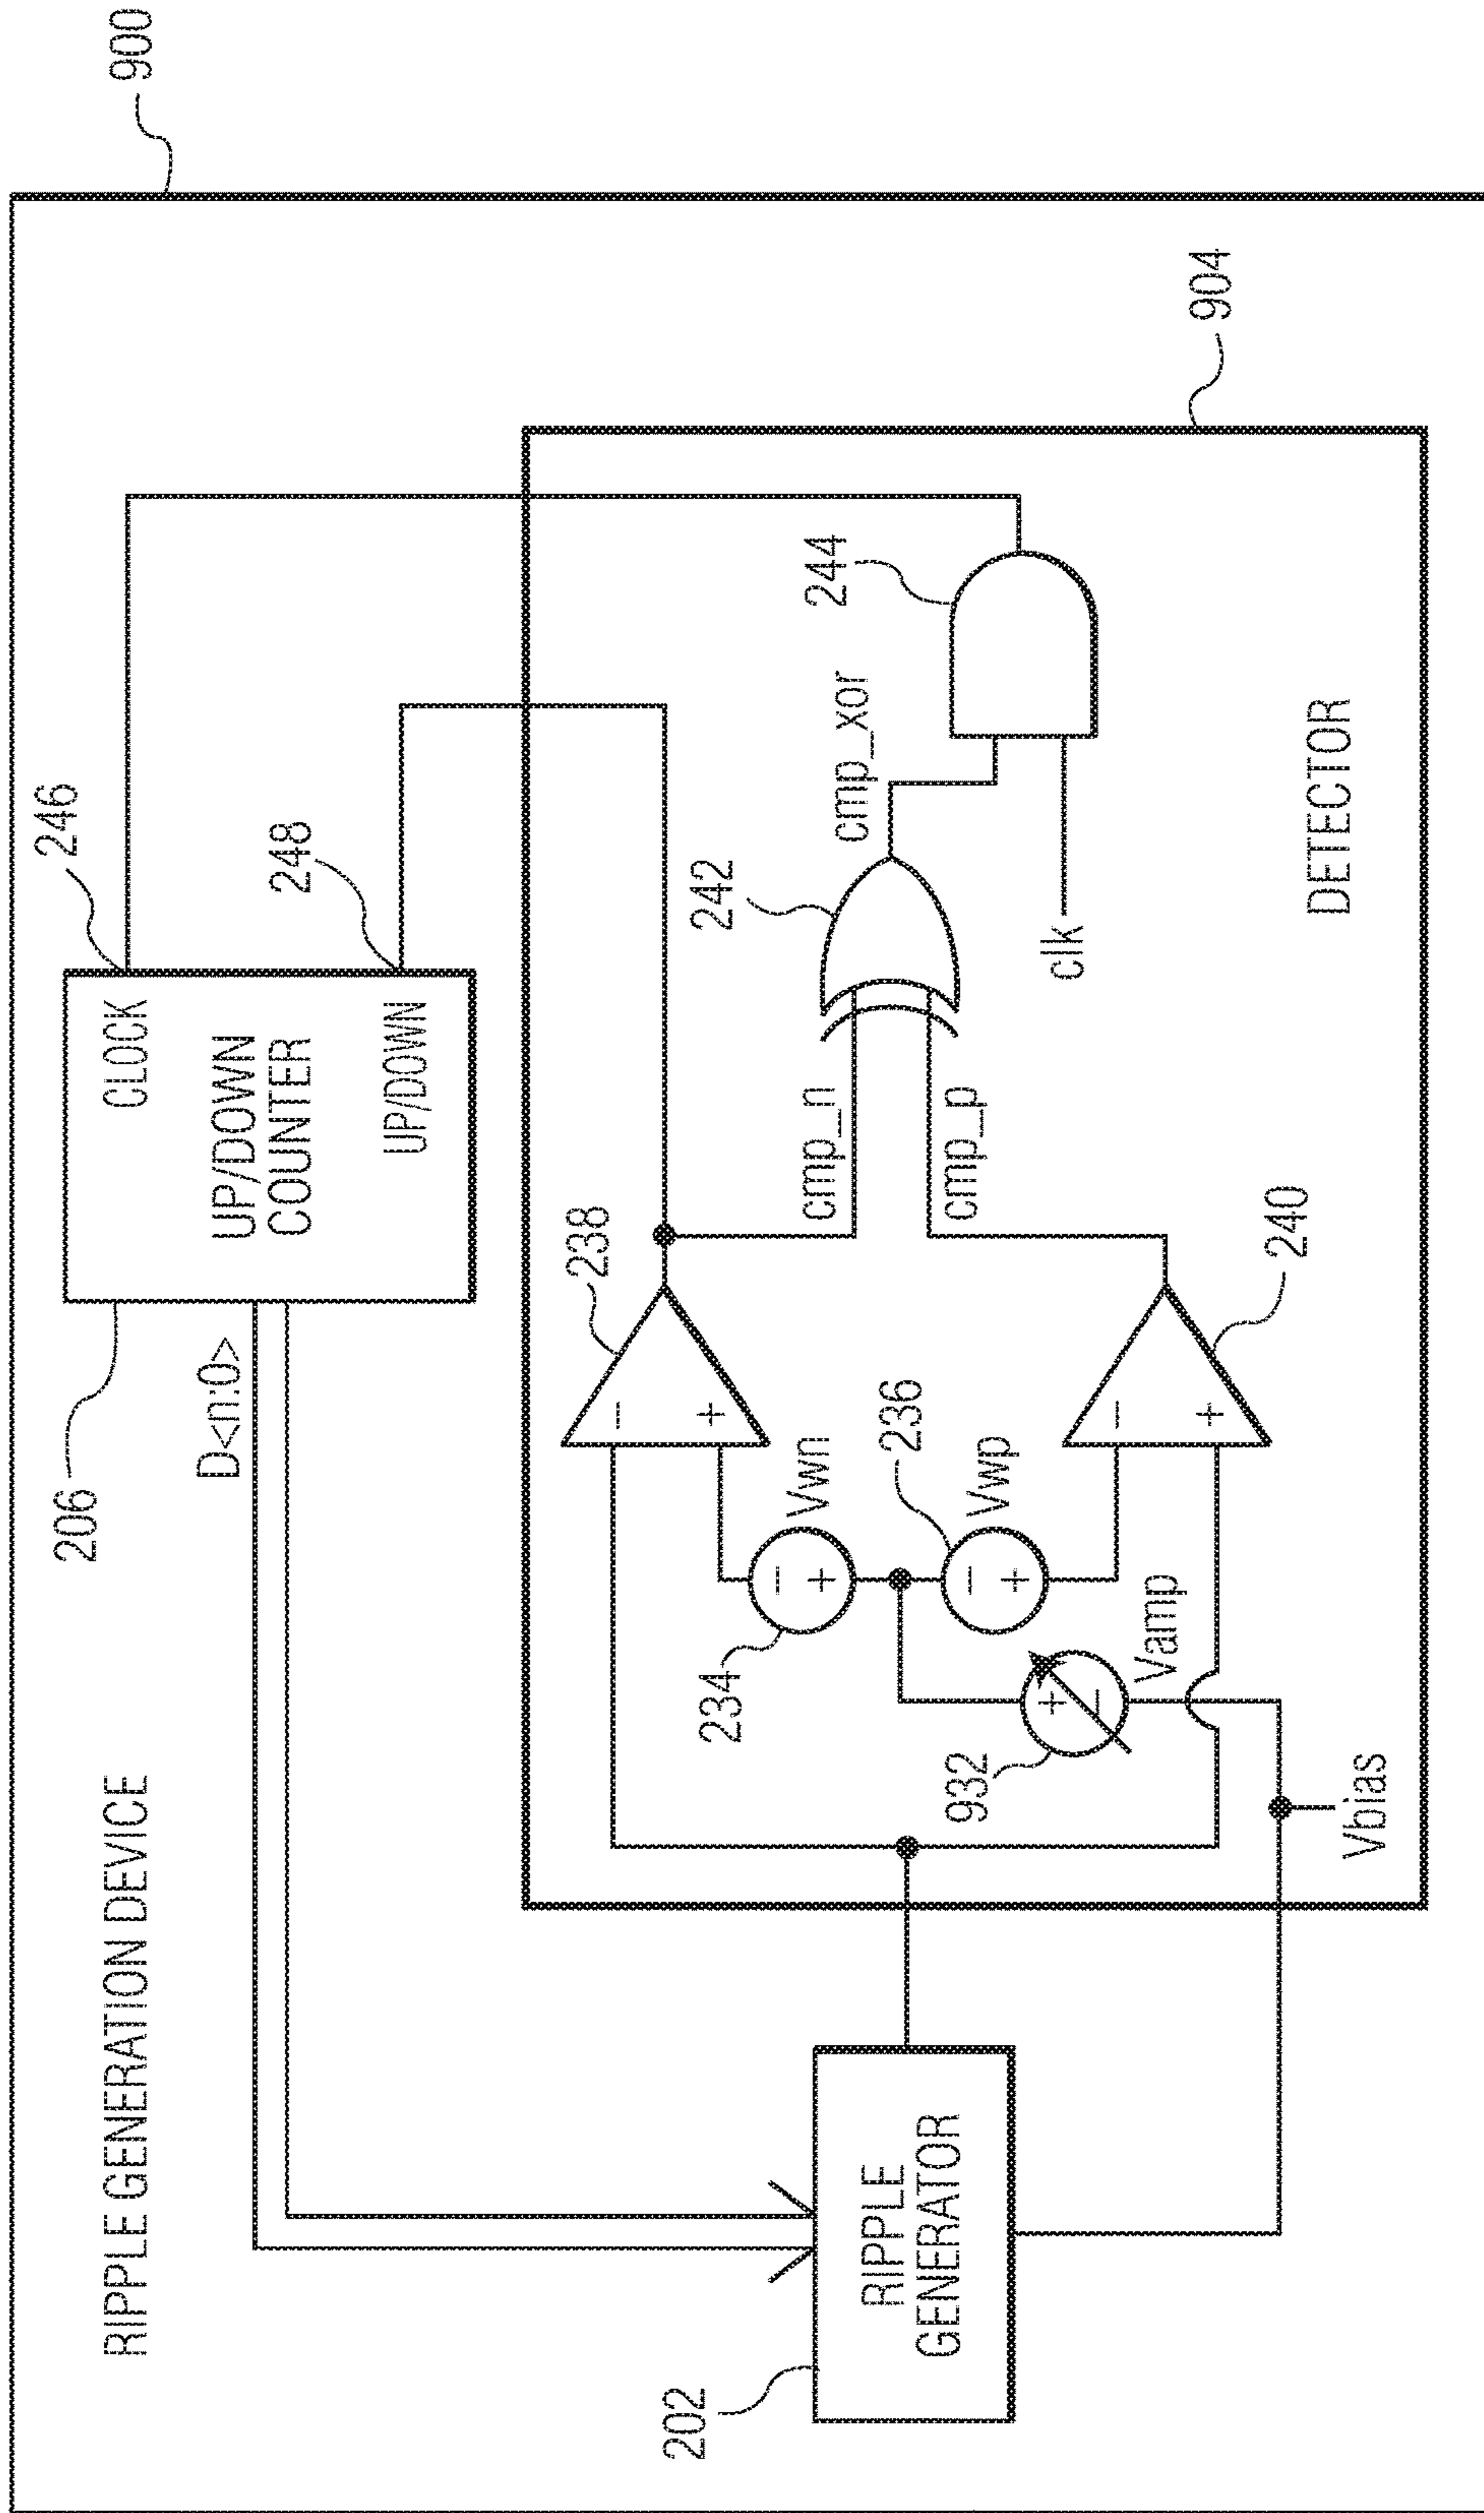 RIPPLE GENERATION DEVICE
900
206
UP/DOWN
COUNTER
CLOCK
UP/DOWN
246
248
D<n:0>
202
RIPPLE
GENERATOR
904
DETECTOR
238
-
+
cmp_n
234
-
+
Vwn
236
-
+
Vwp
932
+
-
Vamp
Vbias
240
-
+
cmp_p
242
cmp_xor
244
clk